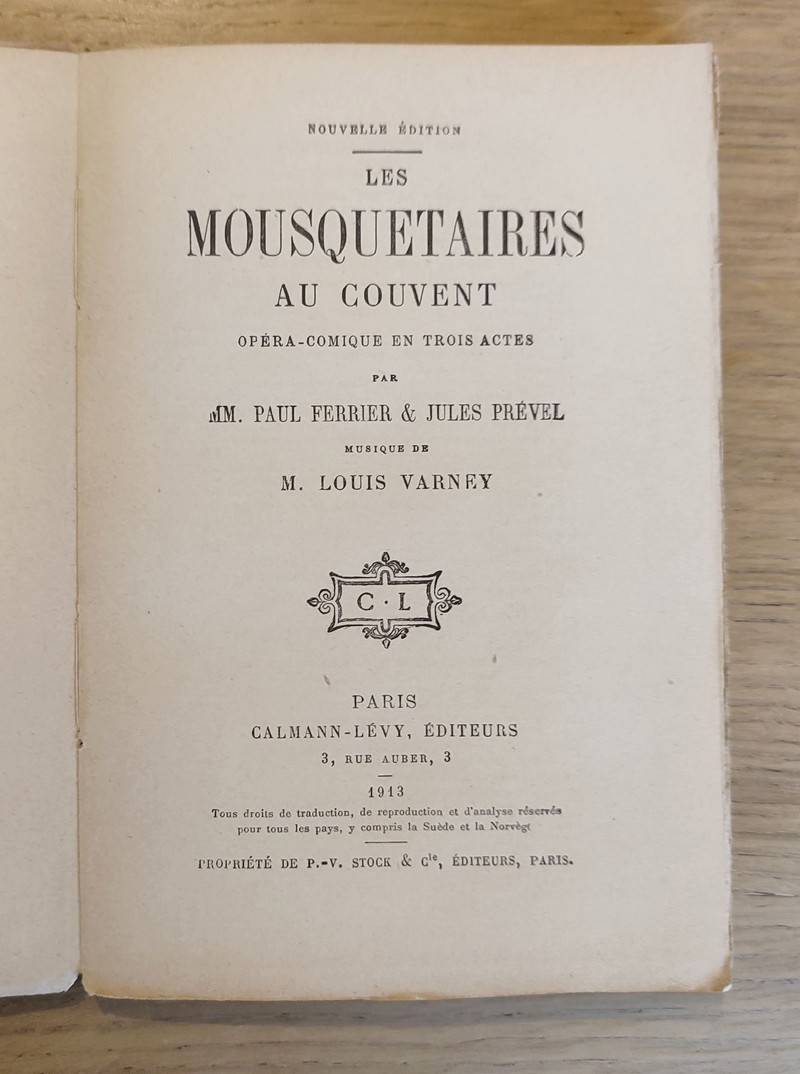 NOUVELLE ÉDITION
LES
MOUSQUETAIRES
AU COUVENT
OPÉRA-COMIQUE EN TROIS ACTES
PAR
MM. PAUL FERRIER & JULES PRÉVEL
MUSIQUE DE
M. LOUIS VARNEY
C · L
PARIS
CALMANN-LÉVY, ÉDITEURS
3, RUE AUBER, 3
1913
Tous droits de traduction, de reproduction et d'analyse réservés
pour tous les pays, y compris la Suède et la Norvège
PROPRIÉTÉ DE P.-V. STOCK & Cie, ÉDITEURS, PARIS.